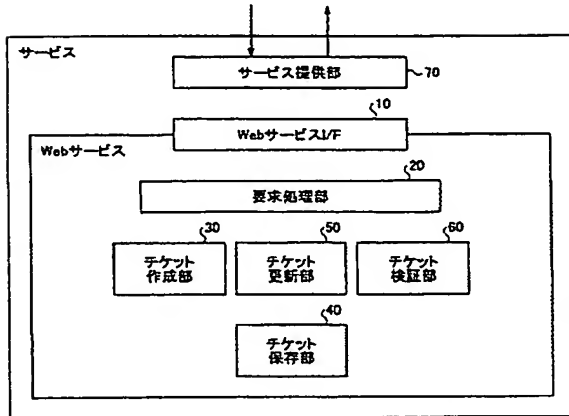 サービス
サービス提供部
70
10
WebサービスI/F
Webサービス
20
要求処理部
30
50
60
チケット
作成部
チケット
更新部
チケット
検証部
40
チケット
保存部